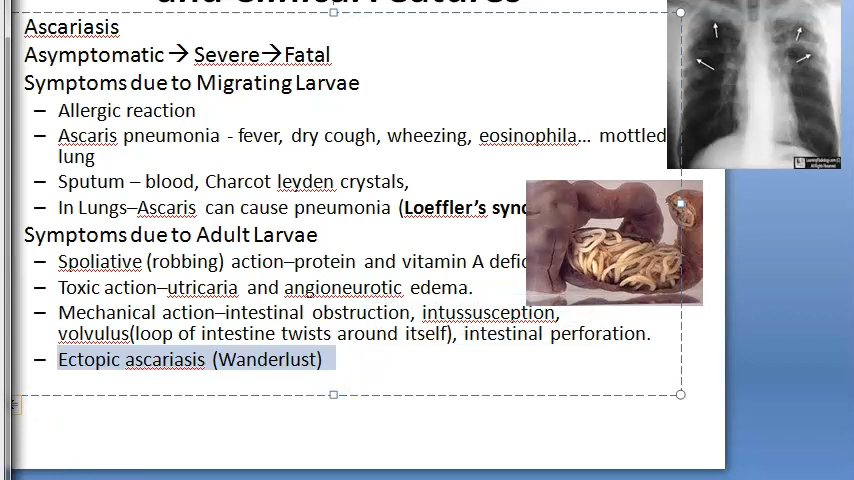 Ascariasis
Asymptomatic → Severe→Fatal
Symptoms due to Migrating Larvae
– Allergic reaction
– Ascaris pneumonia - fever, dry cough, wheezing, eosinophila... mottled
lung
– Sputum – blood, Charcot leyden crystals,
– In Lungs–Ascaris can cause pneumonia (Loeffler's
Symptoms due to Adult Larvae
– Spoliative (robbing) action–protein and vitamin A
– Toxic action–utricaria and angioneurotic edema.
– Mechanical action–intestinal obstruction, intussusception,
volvulus(loop of intestine twists around itself), intestinal perforation.
– Ectopic ascariasis (Wanderlust)